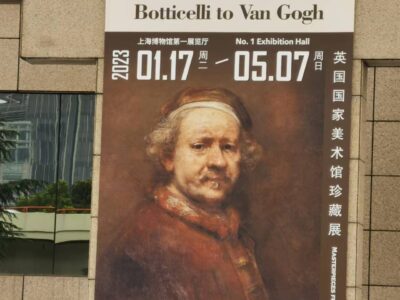 Botticelli to Van Gogh
上海博物馆第一展览厅
No. 1 Exhibition Hall
2023 01.17 周二 — 05.07 周日
英国国家美术馆珍藏展
MASTERPIECES